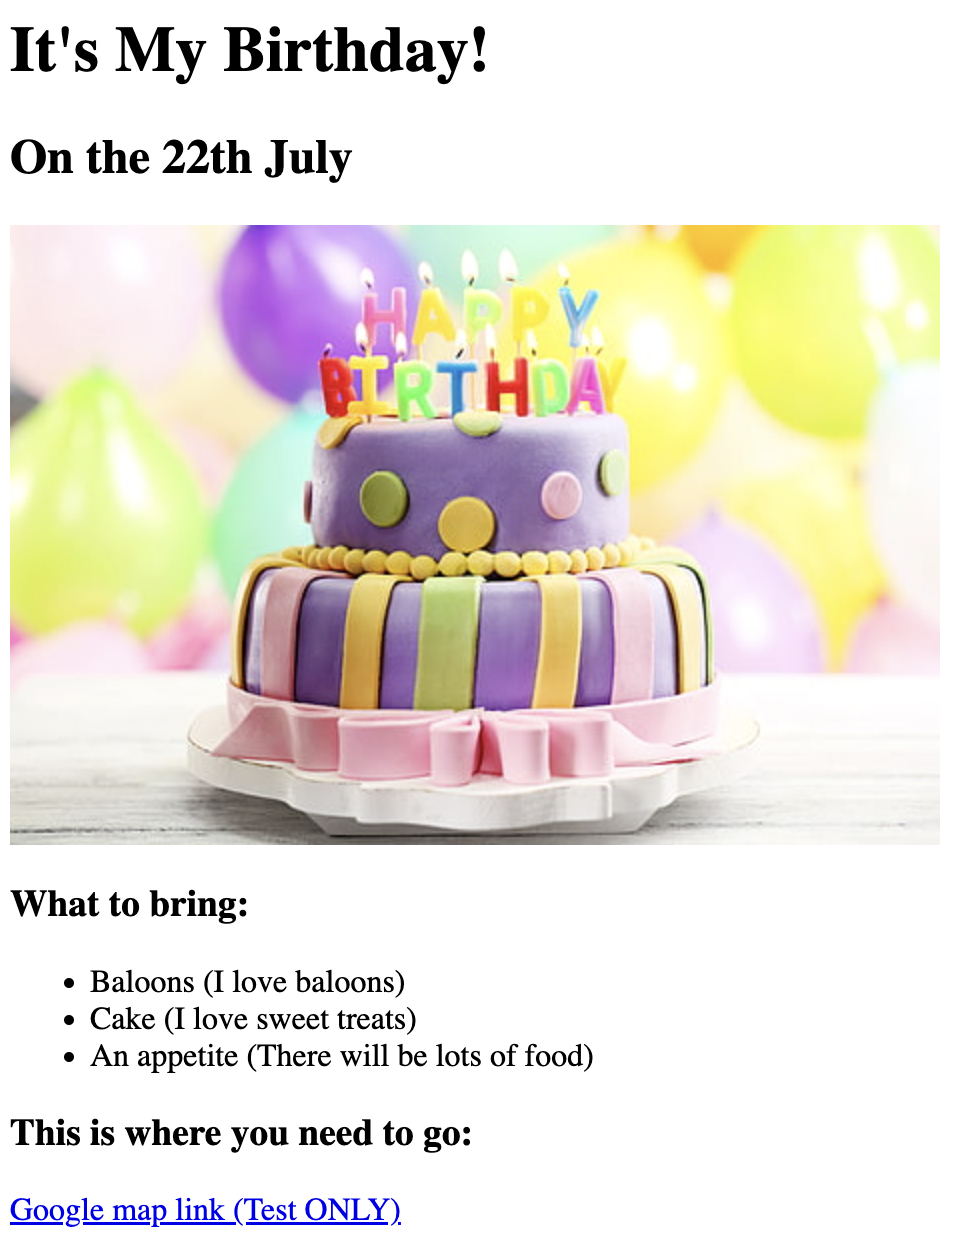 It's My Birthday!
On the 22th July
HAPPY
BIRTHDAY
What to bring:
Baloons (I love baloons)
Cake (I love sweet treats)
An appetite (There will be lots of food)
This is where you need to go:
Google map link (Test ONLY)